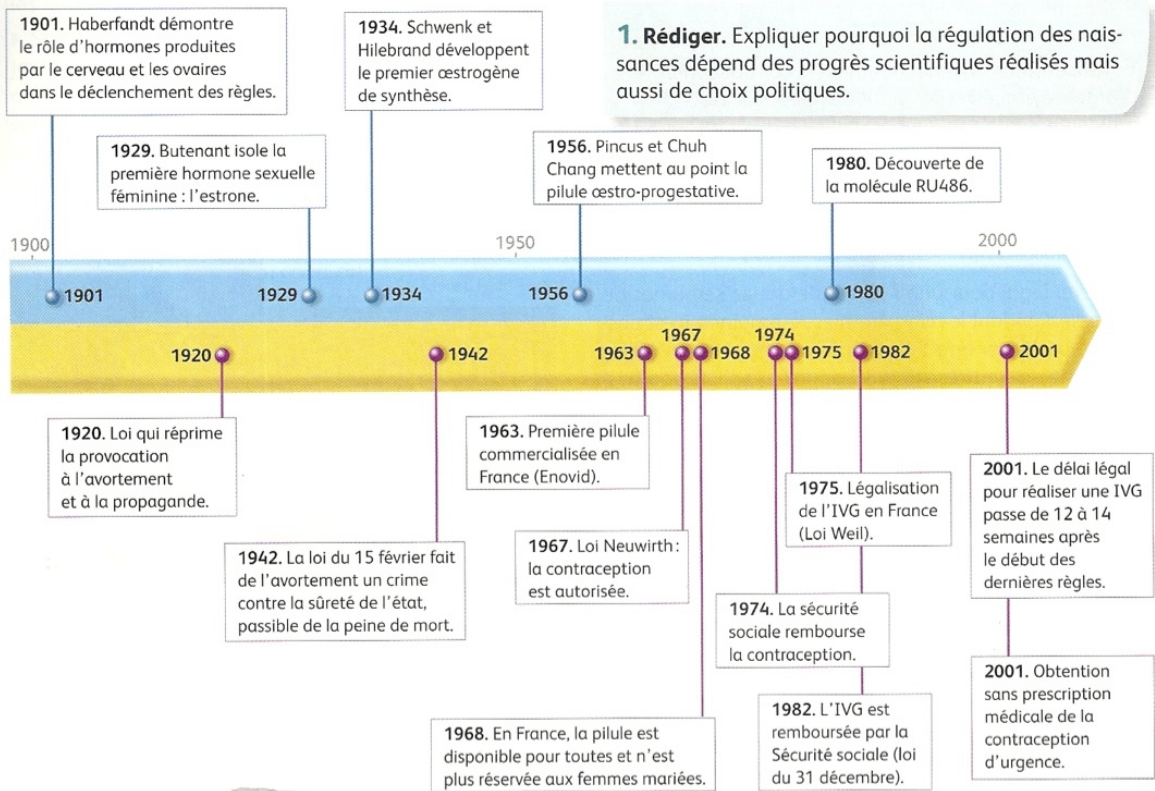 1901. Haberfandt démontre
le rôle d'hormones produites
par le cerveau et les ovaires
dans le déclenchement des règles.
1934. Schwenk et
Hilebrand développent
le premier œstrogène
de synthèse.
1. Rédiger. Expliquer pourquoi la régulation des nais-
sances dépend des progrès scientifiques réalisés mais
aussi de choix politiques.
1929. Butenant isole la
première hormone sexuelle
féminine : l'estrone.
1956. Pincus et Chuh
Chang mettent au point la
pilule œstro-progestative.
1980. Découverte de
la molécule RU486.
1900
1950
2000
1901
1929
1934
1956
1980
1920
1942
1963
1967
1968
1974
1975
1982
2001
1920. Loi qui réprime
la provocation
à l'avortement
et à la propagande.
1942. La loi du 15 février fait
de l'avortement un crime
contre la sûreté de l'état,
passible de la peine de mort.
1963. Première pilule
commercialisée en
France (Enovid).
1967. Loi Neuwirth :
la contraception
est autorisée.
1968. En France, la pilule est
disponible pour toutes et n'est
plus réservée aux femmes mariées.
1974. La sécurité
sociale rembourse
la contraception.
1975. Légalisation
de l'IVG en France
(Loi Weil).
1982. L'IVG est
remboursée par la
Sécurité sociale (loi
du 31 décembre).
2001. Le délai légal
pour réaliser une IVG
passe de 12 à 14
semaines après
le début des
dernières règles.
2001. Obtention
sans prescription
médicale de la
contraception
d'urgence.